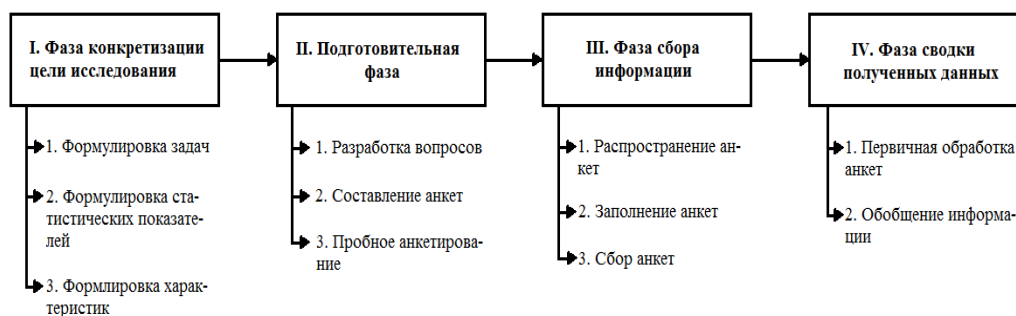 I. Фаза конкретизации
цели исследования
II. Подготовительная
фаза
III. Фаза сбора
информации
IV. Фаза сводки
полученных данных
1. Формулировка задач
2. Формулировка ста-
тистических показате-
лей
3. Формлировка харак-
теристик
1. Разработка вопросов
2. Составление анкет
3. Пробное анкетирова-
ние
1. Распространение ан-
кет
2. Заполнение анкет
3. Сбор анкет
1. Первичная обработка
анкет
2. Обобщение информа-
ции